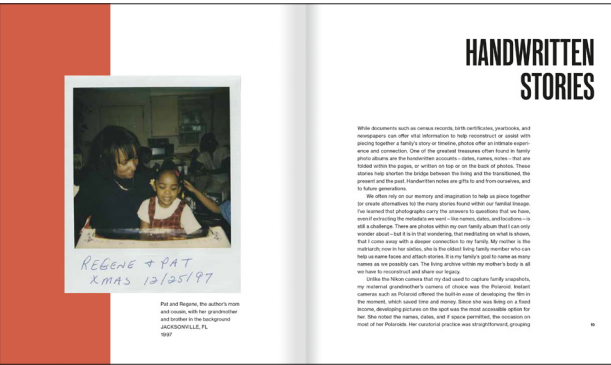 REGENE + PAT
XMAS 12/25/97
Pat and Regene, the author's mom
and cousin, with her grandmother
and brother in the background
JACKSONVILLE, FL
1997
HANDWRITTEN
STORIES
While documents such as census records, birth certificates, yearbooks, and
newspapers can offer vital information to help reconstruct or assist with
piecing together a family's story or timeline, photos offer an intimate experi-
ence and connection. One of the greatest treasures often found in family
photo albums are the handwritten accounts—dates, names, notes—that are
folded within the pages, or written on top or on the back of photos. These
stories help shorten the bridge between the living and the transitioned, the
present and the past. Handwritten notes are gifts to and from ourselves, and
to future generations.
We often rely on our memory and imagination to help us piece together
(or create alternatives to) the many stories found within our familial lineage.
I've learned that photographs carry the answers to questions that we have,
even if extracting the metadata we want—like names, dates, and locations—is
still a challenge. There are photos within my own family album that I can only
wonder about—but it is in that wondering, that meditating on what is shown,
that I come away with a deeper connection to my family. My mother is the
matriarch; now in her sixties, she is the oldest living family member who can
help us name faces and attach stories. It is my family's goal to name as many
names as we possibly can. The living archive within my mother's body is all
we have to reconstruct and share our legacy.
Unlike the Nikon camera that my dad used to capture family snapshots,
my maternal grandmother's camera of choice was the Polaroid. Instant
cameras such as Polaroid offered the built-in ease of developing the film in
the moment, which saved time and money. Since she was living on a fixed
income, developing pictures on the spot was the most accessible option for
her. She noted the names, dates, and if space permitted, the occasion on
most of her Polaroids. Her curatorial practice was straightforward, grouping